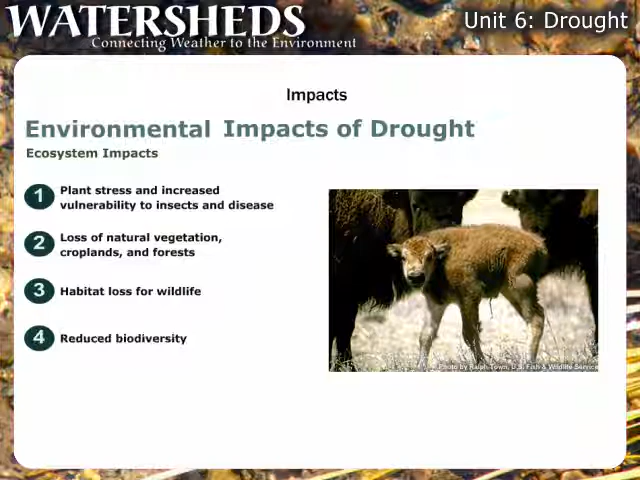 WATERSHEDS
Connecting Weather to the Environment
Unit 6: Drought
Impacts
Environmental Impacts of Drought
Ecosystem Impacts
1 Plant stress and increased
vulnerability to insects and disease
2 Loss of natural vegetation,
croplands, and forests
3 Habitat loss for wildlife
4 Reduced biodiversity
Photo by Ralph Town, U.S. Fish & Wildlife Service